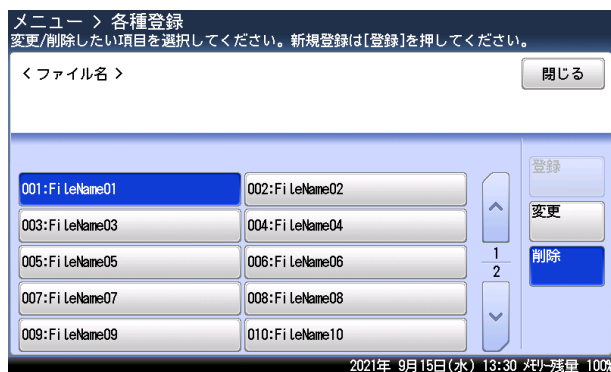 メニュー > 各種登録
変更/削除したい項目を選択してください。新規登録は[登録]を押してください。
<ファイル名>
閉じる
登録
001:FileName01
002:FileName02
変更
003:FileName03
004:FileName04
削除
005:FileName05
006:FileName06
1
2
007:FileName07
008:FileName08
009:FileName09
010:FileName10
2021年 9月15日(水) 13:30 メモリー残量 100%